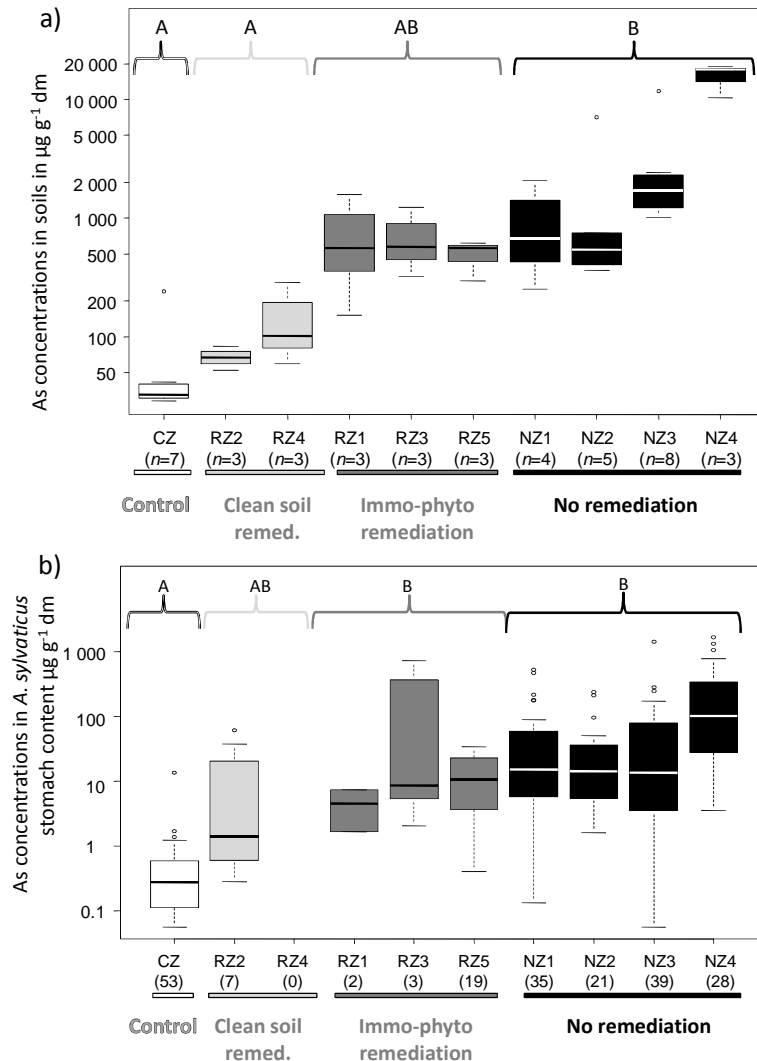 a)
A A AB B
As concentrations in soils in µg g-1 dm
20 000
10 000
5 000
2 000
1 000
500
200
100
50
CZ RZ2 RZ4 RZ1 RZ3 RZ5 NZ1 NZ2 NZ3 NZ4
(n=7) (n=3) (n=3) (n=3) (n=3) (n=3) (n=4) (n=5) (n=8) (n=3)
Control Clean soil Immo-phyto No remediation
remed. remediation
b)
A AB B B
As concentrations in A. sylvaticus
stomach content µg g-1 dm
1 000
100
10
1
0.1
CZ RZ2 RZ4 RZ1 RZ3 RZ5 NZ1 NZ2 NZ3 NZ4
(53) (7) (0) (2) (3) (19) (35) (21) (39) (28)
Control Clean soil Immo-phyto No remediation
remed. remediation